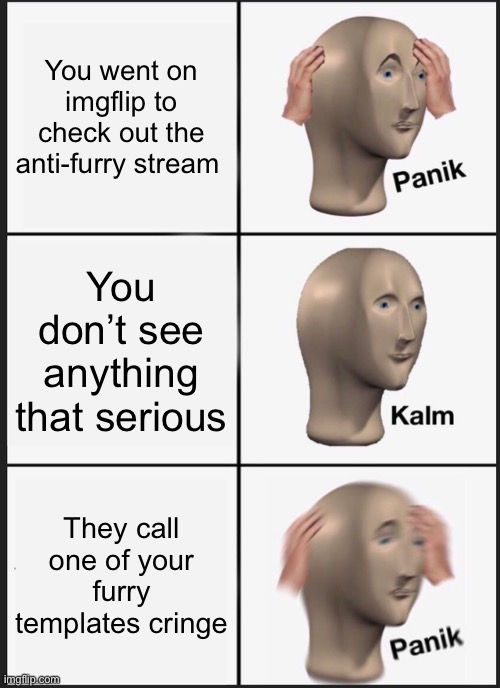 You went on
imgflip to
check out the
anti-furry stream
Panik
You
don’t see
anything
that serious
Kalm
They call
one of your
furry
templates cringe
Panik
imgflip.com